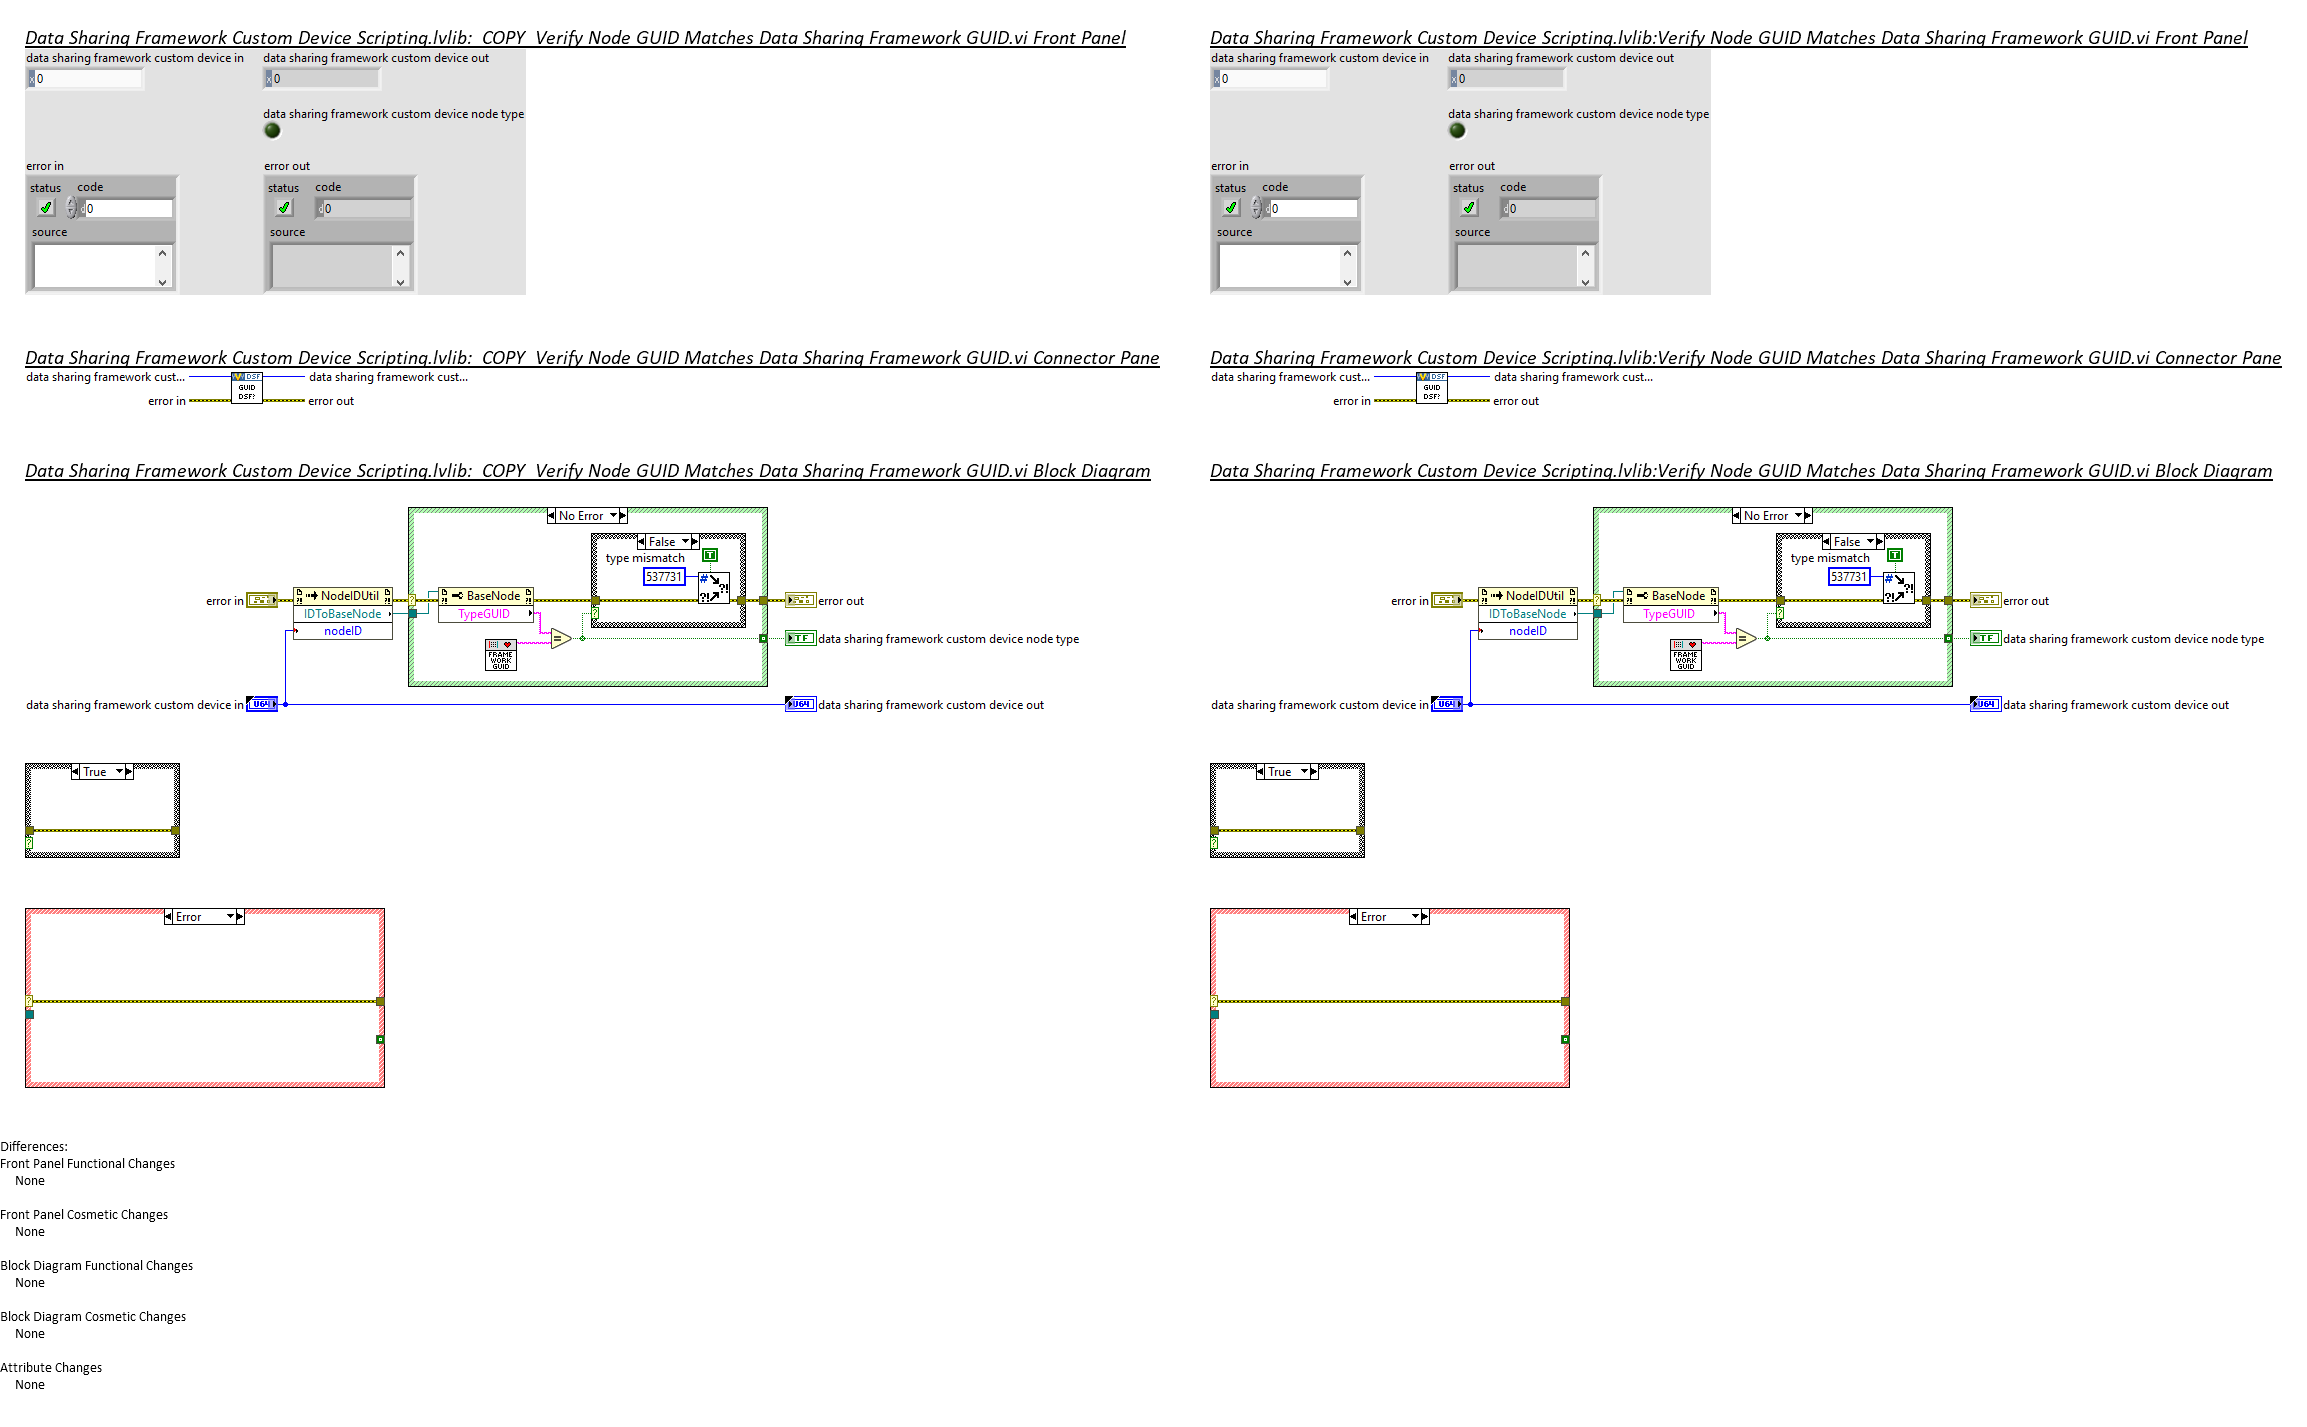 Data Sharing Framework Custom Device Scripting.lvlib:_COPY_Verify Node GUID Matches Data Sharing Framework GUID.vi Front Panel
data sharing framework custom device in
data sharing framework custom device out
x 0
x 0
data sharing framework custom device node type
error in
error out
status
code
status
code
d 0
d 0
source
source
Data Sharing Framework Custom Device Scripting.lvlib:_COPY_Verify Node GUID Matches Data Sharing Framework GUID.vi Connector Pane
data sharing framework cust...
DSF
GUID
DSF?
data sharing framework cust...
error in
error out
Data Sharing Framework Custom Device Scripting.lvlib:_COPY_Verify Node GUID Matches Data Sharing Framework GUID.vi Block Diagram
No Error
False
type mismatch
T
537731
#
?!
?!
error in
NodeIDUtil
IDToBaseNode
nodeID
?
BaseNode
TypeGUID
?
=
FRAME
WORK
GUID
error out
TF
data sharing framework custom device node type
data sharing framework custom device in
U64
U64
data sharing framework custom device out
True
?
Error
?
Data Sharing Framework Custom Device Scripting.lvlib:Verify Node GUID Matches Data Sharing Framework GUID.vi Front Panel
data sharing framework custom device in
data sharing framework custom device out
x 0
x 0
data sharing framework custom device node type
error in
error out
status
code
status
code
d 0
d 0
source
source
Data Sharing Framework Custom Device Scripting.lvlib:Verify Node GUID Matches Data Sharing Framework GUID.vi Connector Pane
data sharing framework cust...
DSF
GUID
DSF?
data sharing framework cust...
error in
error out
Data Sharing Framework Custom Device Scripting.lvlib:Verify Node GUID Matches Data Sharing Framework GUID.vi Block Diagram
No Error
False
type mismatch
T
537731
#
?!
?!
error in
NodeIDUtil
IDToBaseNode
nodeID
?
BaseNode
TypeGUID
?
=
FRAME
WORK
GUID
error out
TF
data sharing framework custom device node type
data sharing framework custom device in
U64
U64
data sharing framework custom device out
True
?
Error
?
Differences:
Front Panel Functional Changes
None
Front Panel Cosmetic Changes
None
Block Diagram Functional Changes
None
Block Diagram Cosmetic Changes
None
Attribute Changes
None